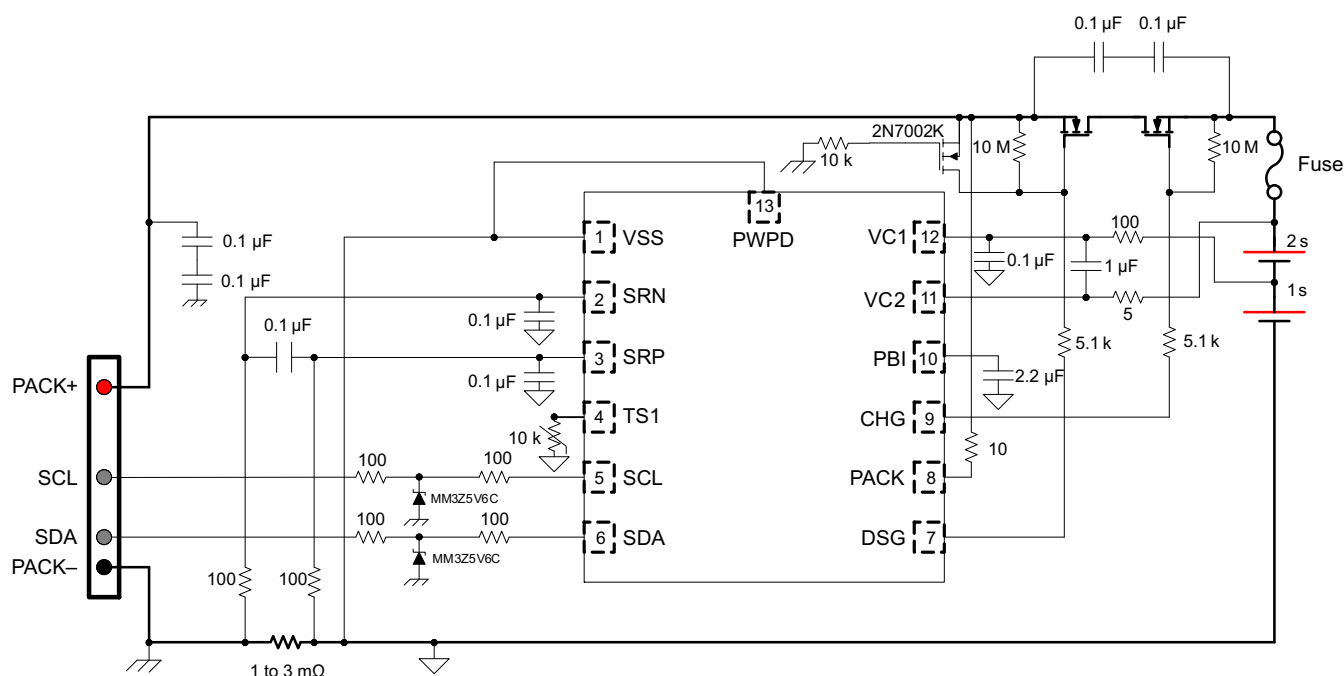 0.1 µF
0.1 µF
2N7002K
10 k
10 M
10 M
Fuse
13
PWPD
1
VSS
VC1
12
100
2 s
0.1 µF
0.1 µF
0.1 µF
1 µF
2
SRN
VC2
11
5
1 s
0.1 µF
0.1 µF
3
SRP
PBI
10
5.1 k
5.1 k
0.1 µF
2.2 µF
PACK+
10 k
4
TS1
CHG
9
10
SCL
100
100
5
SCL
PACK
8
MM3Z5V6C
SDA
100
100
6
SDA
DSG
7
MM3Z5V6C
PACK–
100
100
1 to 3 mΩ